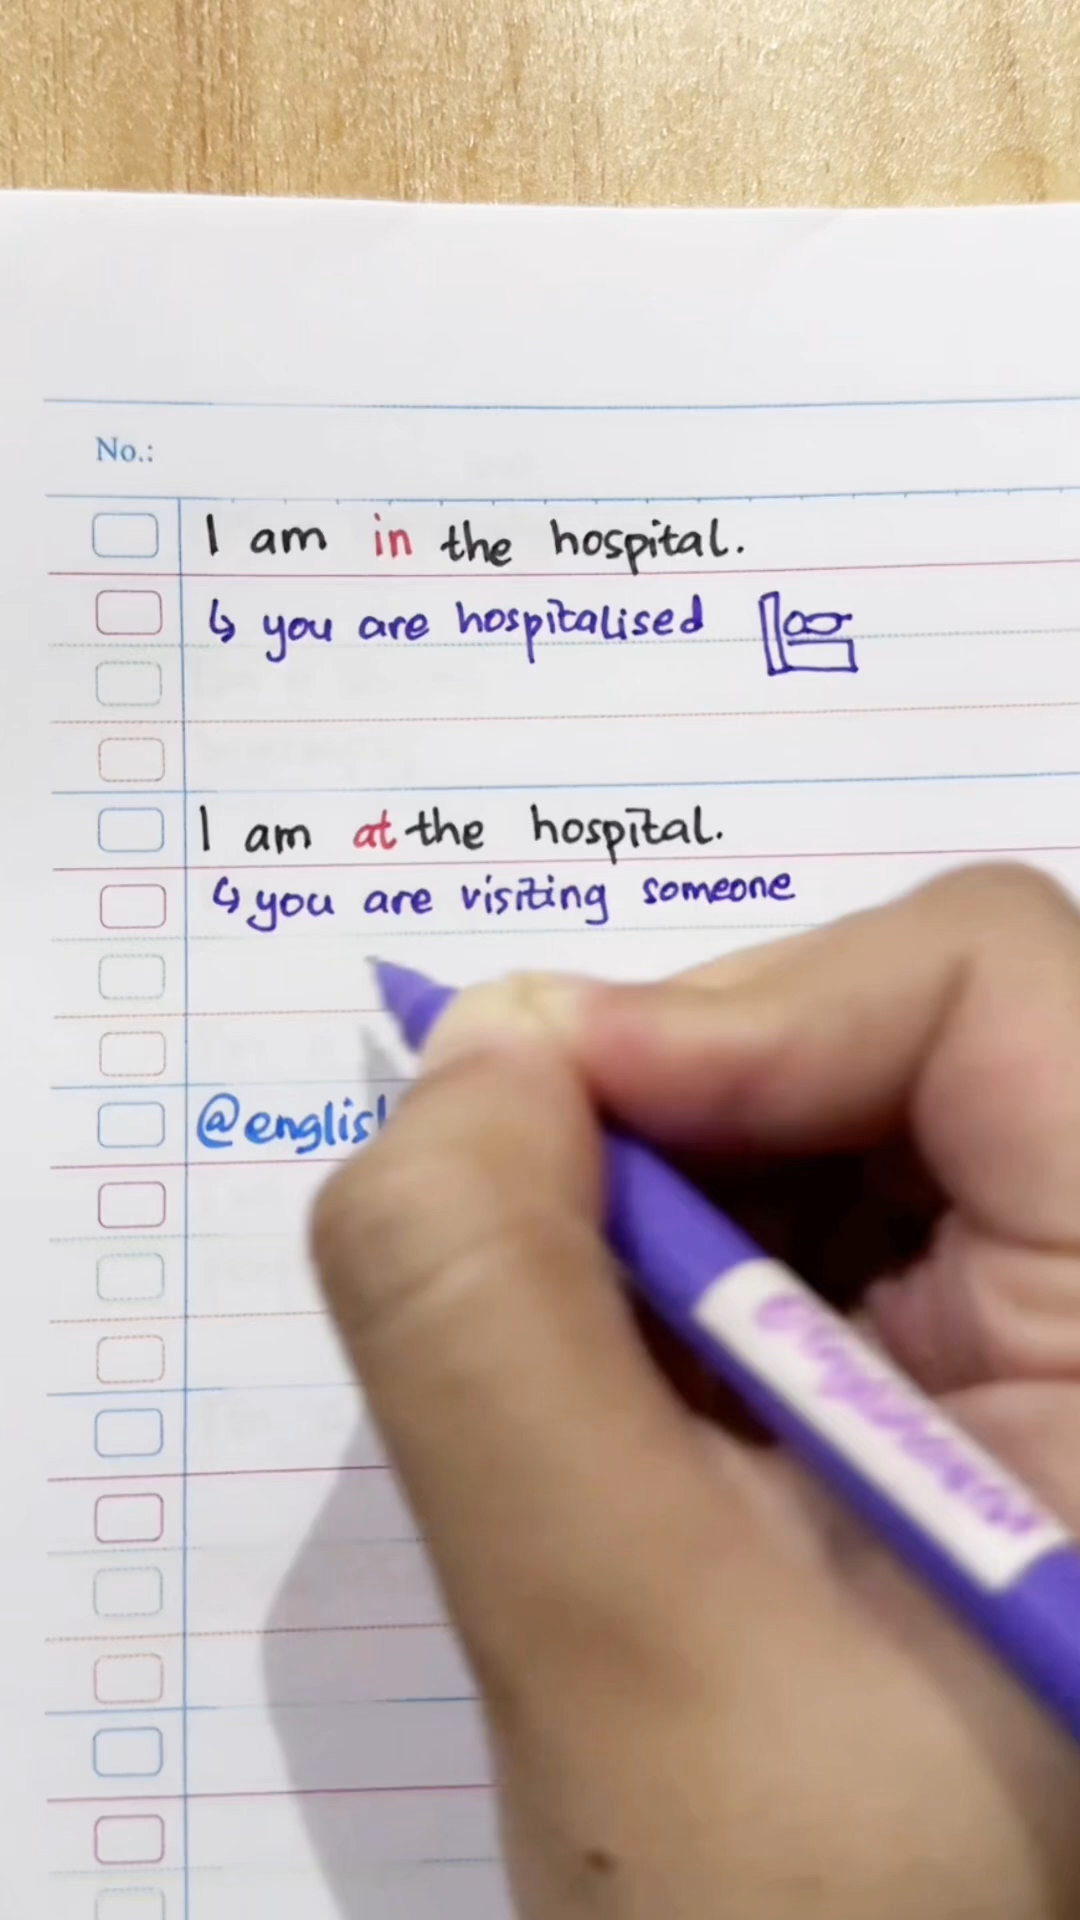 No.:
I am in the hospital.
↳ you are hospitalised
I am at the hospital.
↳ you are visiting someone
@englis